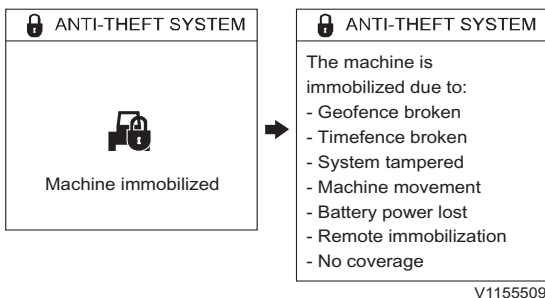 ANTI-THEFT SYSTEM
Machine immobilized
ANTI-THEFT SYSTEM
The machine is
immobilized due to:
- Geofence broken
- Timefence broken
- System tampered
- Machine movement
- Battery power lost
- Remote immobilization
- No coverage
V1155509